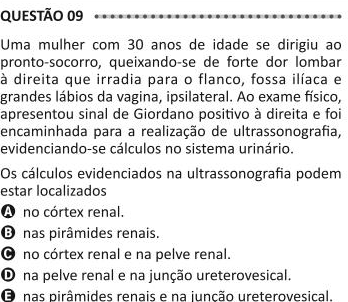 QUESTÃO 09
Uma mulher com 30 anos de idade se dirigiu ao
pronto-socorro, queixando-se de forte dor lombar
à direita que irradia para o flanco, fossa ilíaca e
grandes lábios da vagina, ipsilateral. Ao exame físico,
apresentou sinal de Giordano positivo à direita e foi
encaminhada para a realização de ultrassonografia,
evidenciando-se cálculos no sistema urinário.
Os cálculos evidenciados na ultrassonografia podem
estar localizados
A no córtex renal.
B nas pirâmides renais.
C no córtex renal e na pelve renal.
D na pelve renal e na junção ureterovesical.
E nas pirâmides renais e na junção ureterovesical.